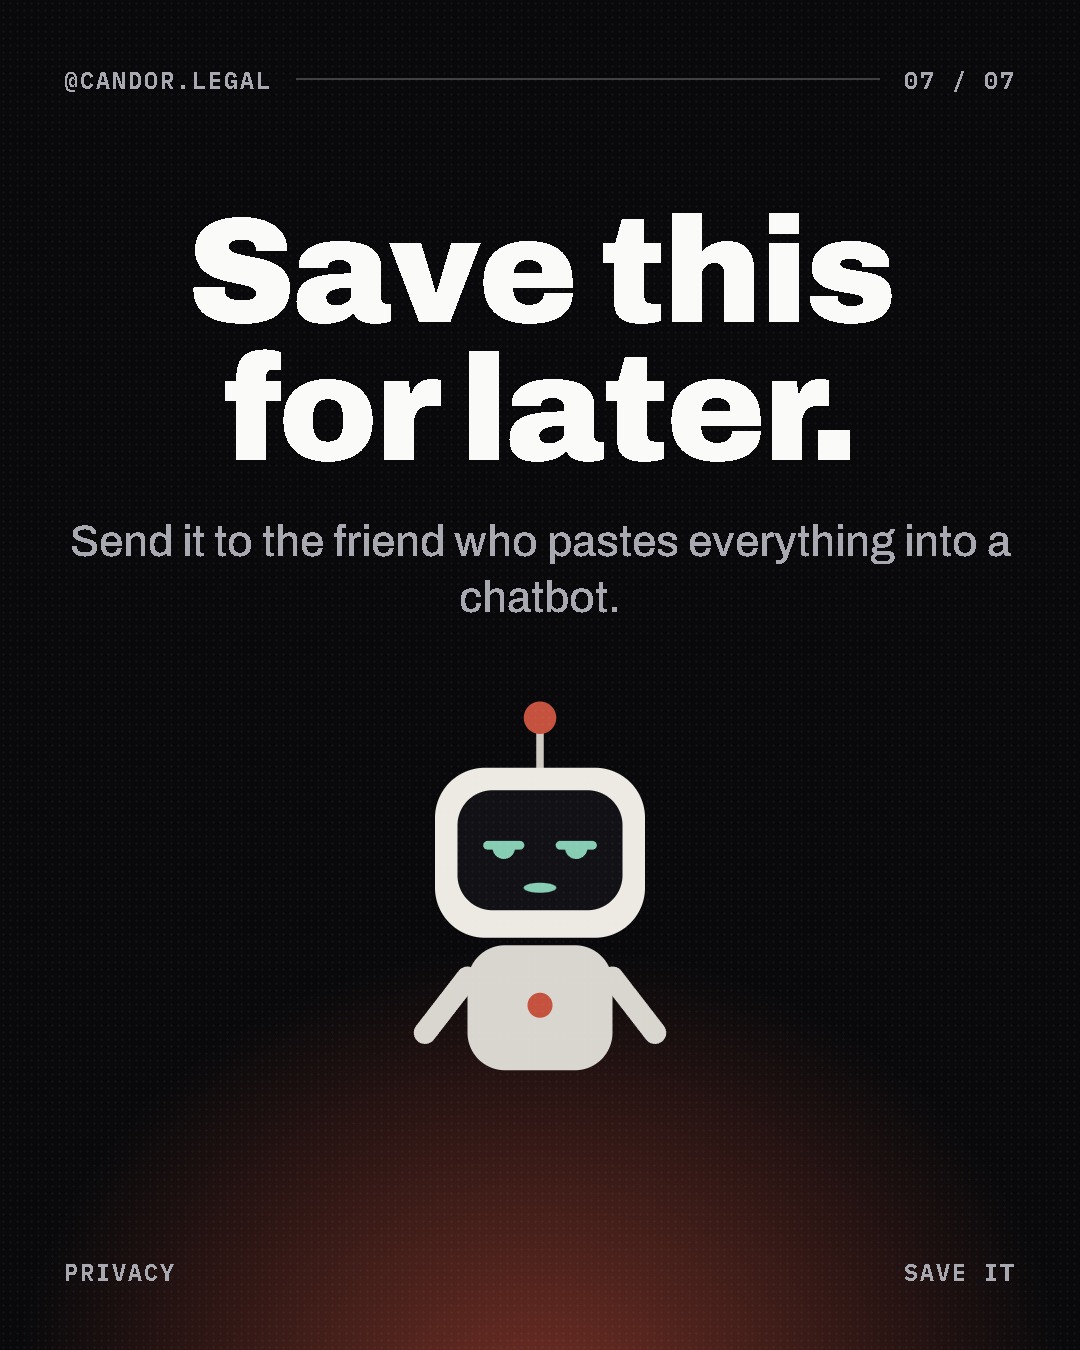 @CANDOR.LEGAL
07 / 07
Save this
for later.
Send it to the friend who pastes everything into a
chatbot.
PRIVACY
SAVE IT